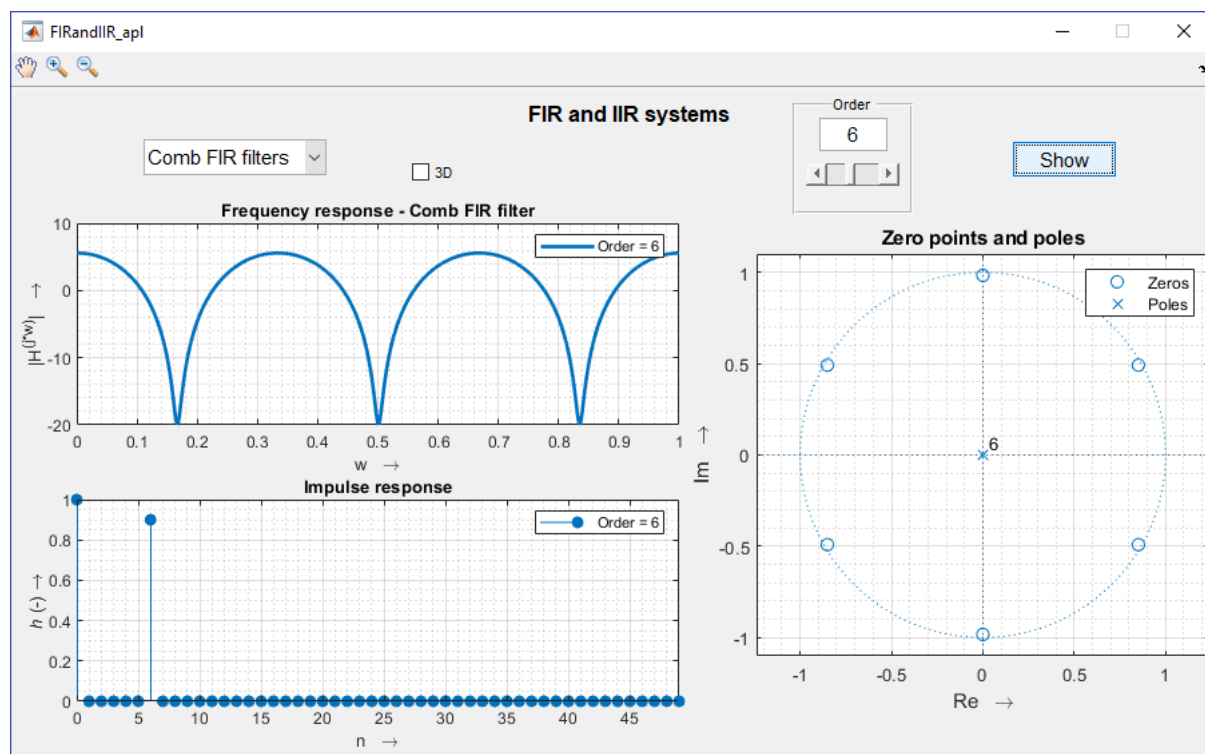 FIRandIIR_apl
FIR and IIR systems
Order
6
Comb FIR filters
3D
Show
Frequency response - Comb FIR filter
10
0
-10
-20
|H(j*w)| →
Order = 6
0 0.1 0.2 0.3 0.4 0.5 0.6 0.7 0.8 0.9 1
w →
Impulse response
1
0.8
0.6
0.4
0.2
0
h (-) →
Order = 6
0 5 10 15 20 25 30 35 40 45
n →
Zero points and poles
1
0.5
0
-0.5
-1
Im →
Zeros
Poles
6
-1 -0.5 0 0.5 1
Re →